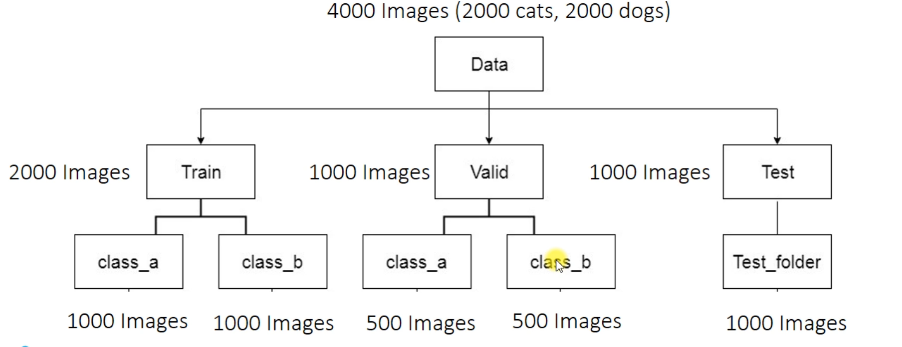 4000 Images (2000 cats, 2000 dogs)
Data
2000 Images
Train
1000 Images
Valid
1000 Images
Test
class_a
class_b
class_a
class_b
Test_folder
1000 Images
1000 Images
500 Images
500 Images
1000 Images